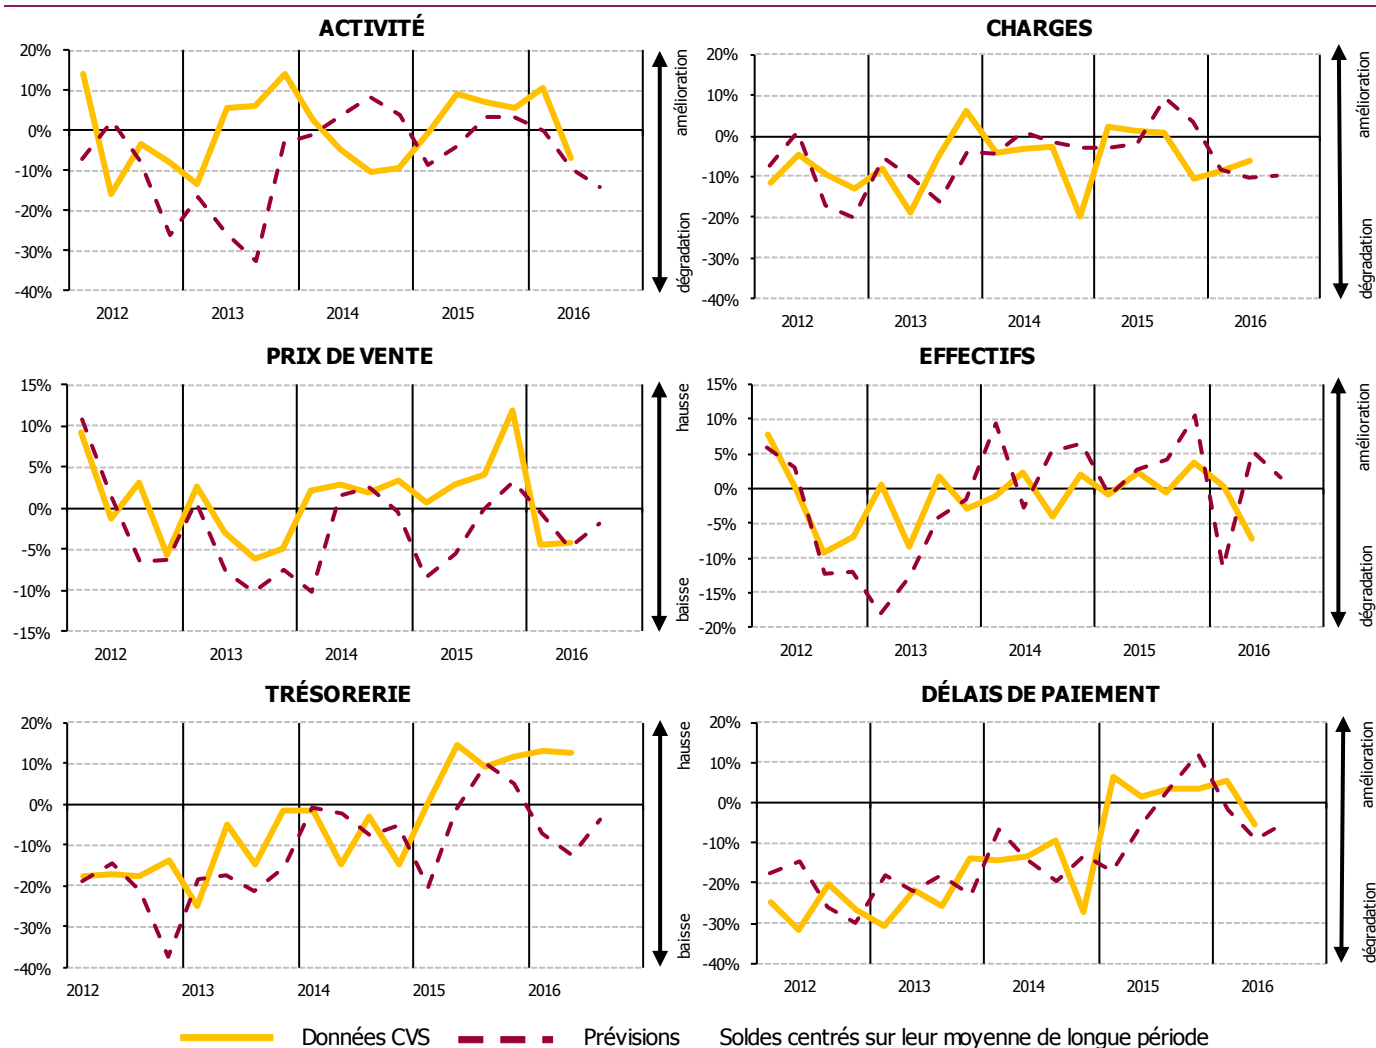 ACTIVITÉ
20%
10%
0%
-10%
-20%
-30%
-40%
2012 2013 2014 2015 2016
amélioration
dégradation
CHARGES
20%
10%
0%
-10%
-20%
-30%
-40%
2012 2013 2014 2015 2016
amélioration
dégradation
PRIX DE VENTE
15%
10%
5%
0%
-5%
-10%
-15%
2012 2013 2014 2015 2016
hausse
baisse
EFFECTIFS
15%
10%
5%
0%
-5%
-10%
-15%
-20%
2012 2013 2014 2015 2016
amélioration
dégradation
TRÉSORERIE
20%
10%
0%
-10%
-20%
-30%
-40%
2012 2013 2014 2015 2016
hausse
baisse
DÉLAIS DE PAIEMENT
20%
10%
0%
-10%
-20%
-30%
-40%
2012 2013 2014 2015 2016
amélioration
dégradation
Données CVS Prévisions Soldes centrés sur leur moyenne de longue période